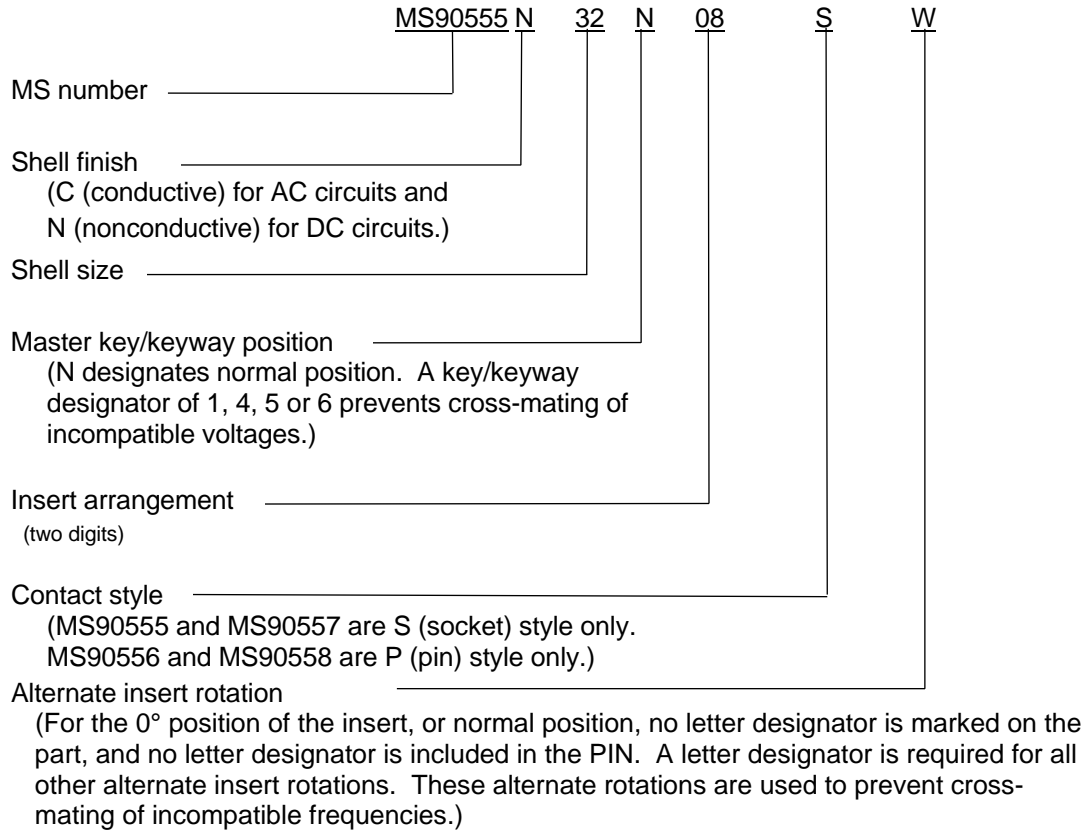 MS90555 N 32 N 08 S W
MS number
Shell finish
(C (conductive) for AC circuits and
N (nonconductive) for DC circuits.)
Shell size
Master key/keyway position
(N designates normal position. A key/keyway
designator of 1, 4, 5 or 6 prevents cross-mating of
incompatible voltages.)
Insert arrangement
(two digits)
Contact style
(MS90555 and MS90557 are S (socket) style only.
MS90556 and MS90558 are P (pin) style only.)
Alternate insert rotation
(For the 0° position of the insert, or normal position, no letter designator is marked on the
part, and no letter designator is included in the PIN. A letter designator is required for all
other alternate insert rotations. These alternate rotations are used to prevent cross-
mating of incompatible frequencies.)